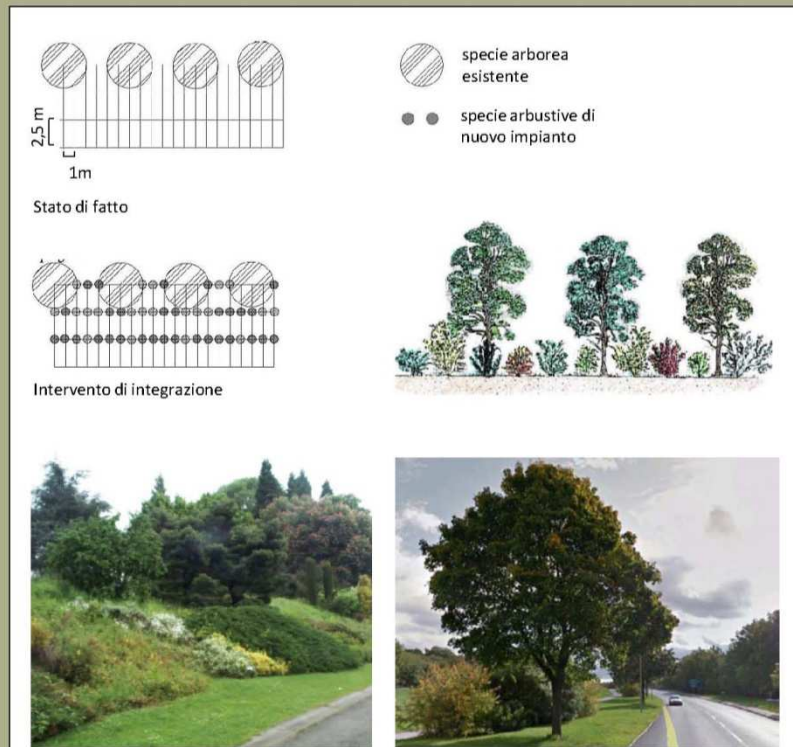 specie arborea
esistente
specie arbustive di
nuovo impianto
2,5 m
1m
Stato di fatto
Intervento di integrazione